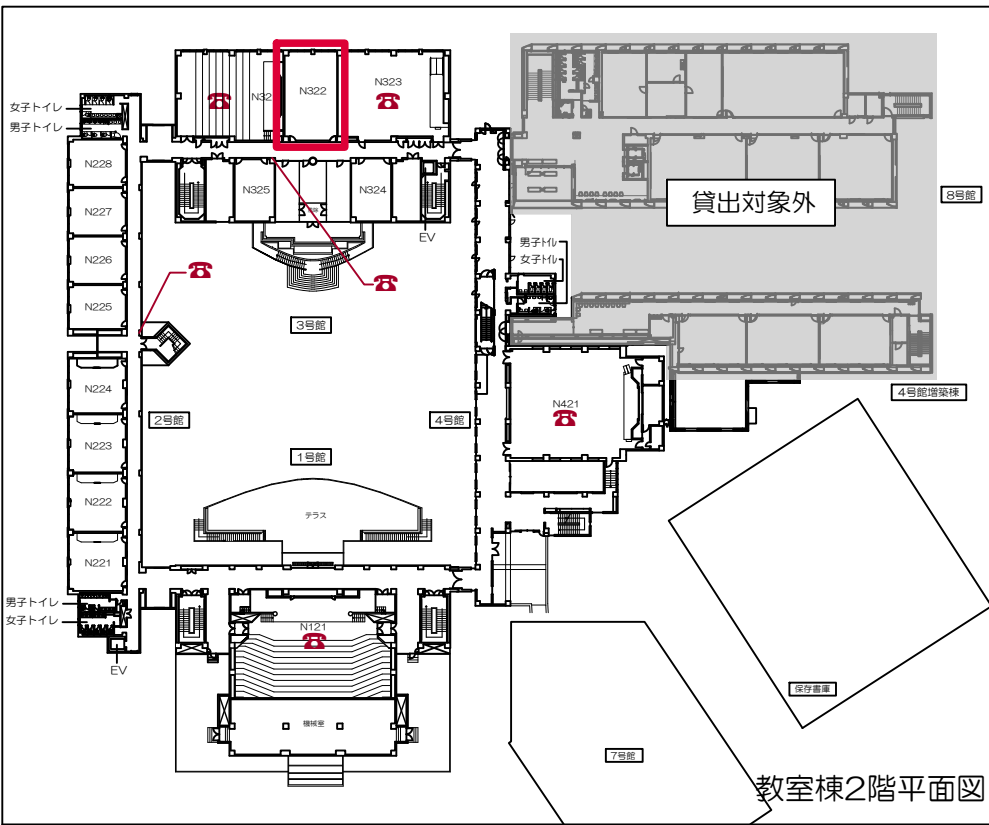 N32
N322
N323
女子トイレ
男子トイレ
N228
N227
N226
N225
N325
N324
EV
貸出対象外
8号館
男子トイレ
女子トイレ
3号館
N224
N223
N222
N221
2号館
4号館
N421
4号館増築棟
1号館
テラス
男子トイレ
女子トイレ
EV
N121
機械室
保存書庫
7号館
教室棟2階平面図